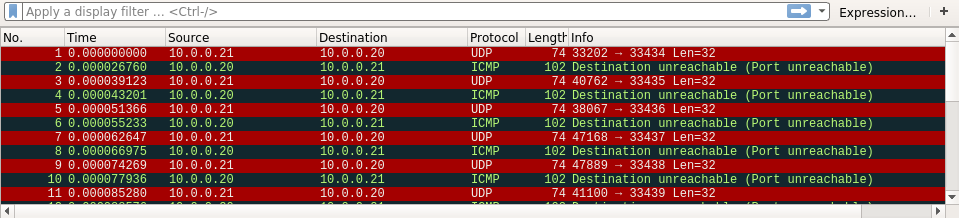 Apply a display filter ... <Ctrl-/> Expression... +
No. Time Source Destination Protocol Length Info
1 0.000000000 10.0.0.21 10.0.0.20 UDP 74 33202 → 33434 Len=32
2 0.000026760 10.0.0.20 10.0.0.21 ICMP 102 Destination unreachable (Port unreachable)
3 0.000039123 10.0.0.21 10.0.0.20 UDP 74 40762 → 33435 Len=32
4 0.000043201 10.0.0.20 10.0.0.21 ICMP 102 Destination unreachable (Port unreachable)
5 0.000051366 10.0.0.21 10.0.0.20 UDP 74 38067 → 33436 Len=32
6 0.000055233 10.0.0.20 10.0.0.21 ICMP 102 Destination unreachable (Port unreachable)
7 0.000062647 10.0.0.21 10.0.0.20 UDP 74 47168 → 33437 Len=32
8 0.000066975 10.0.0.20 10.0.0.21 ICMP 102 Destination unreachable (Port unreachable)
9 0.000074269 10.0.0.21 10.0.0.20 UDP 74 47889 → 33438 Len=32
10 0.000077936 10.0.0.20 10.0.0.21 ICMP 102 Destination unreachable (Port unreachable)
11 0.000085280 10.0.0.21 10.0.0.20 UDP 74 41100 → 33439 Len=32